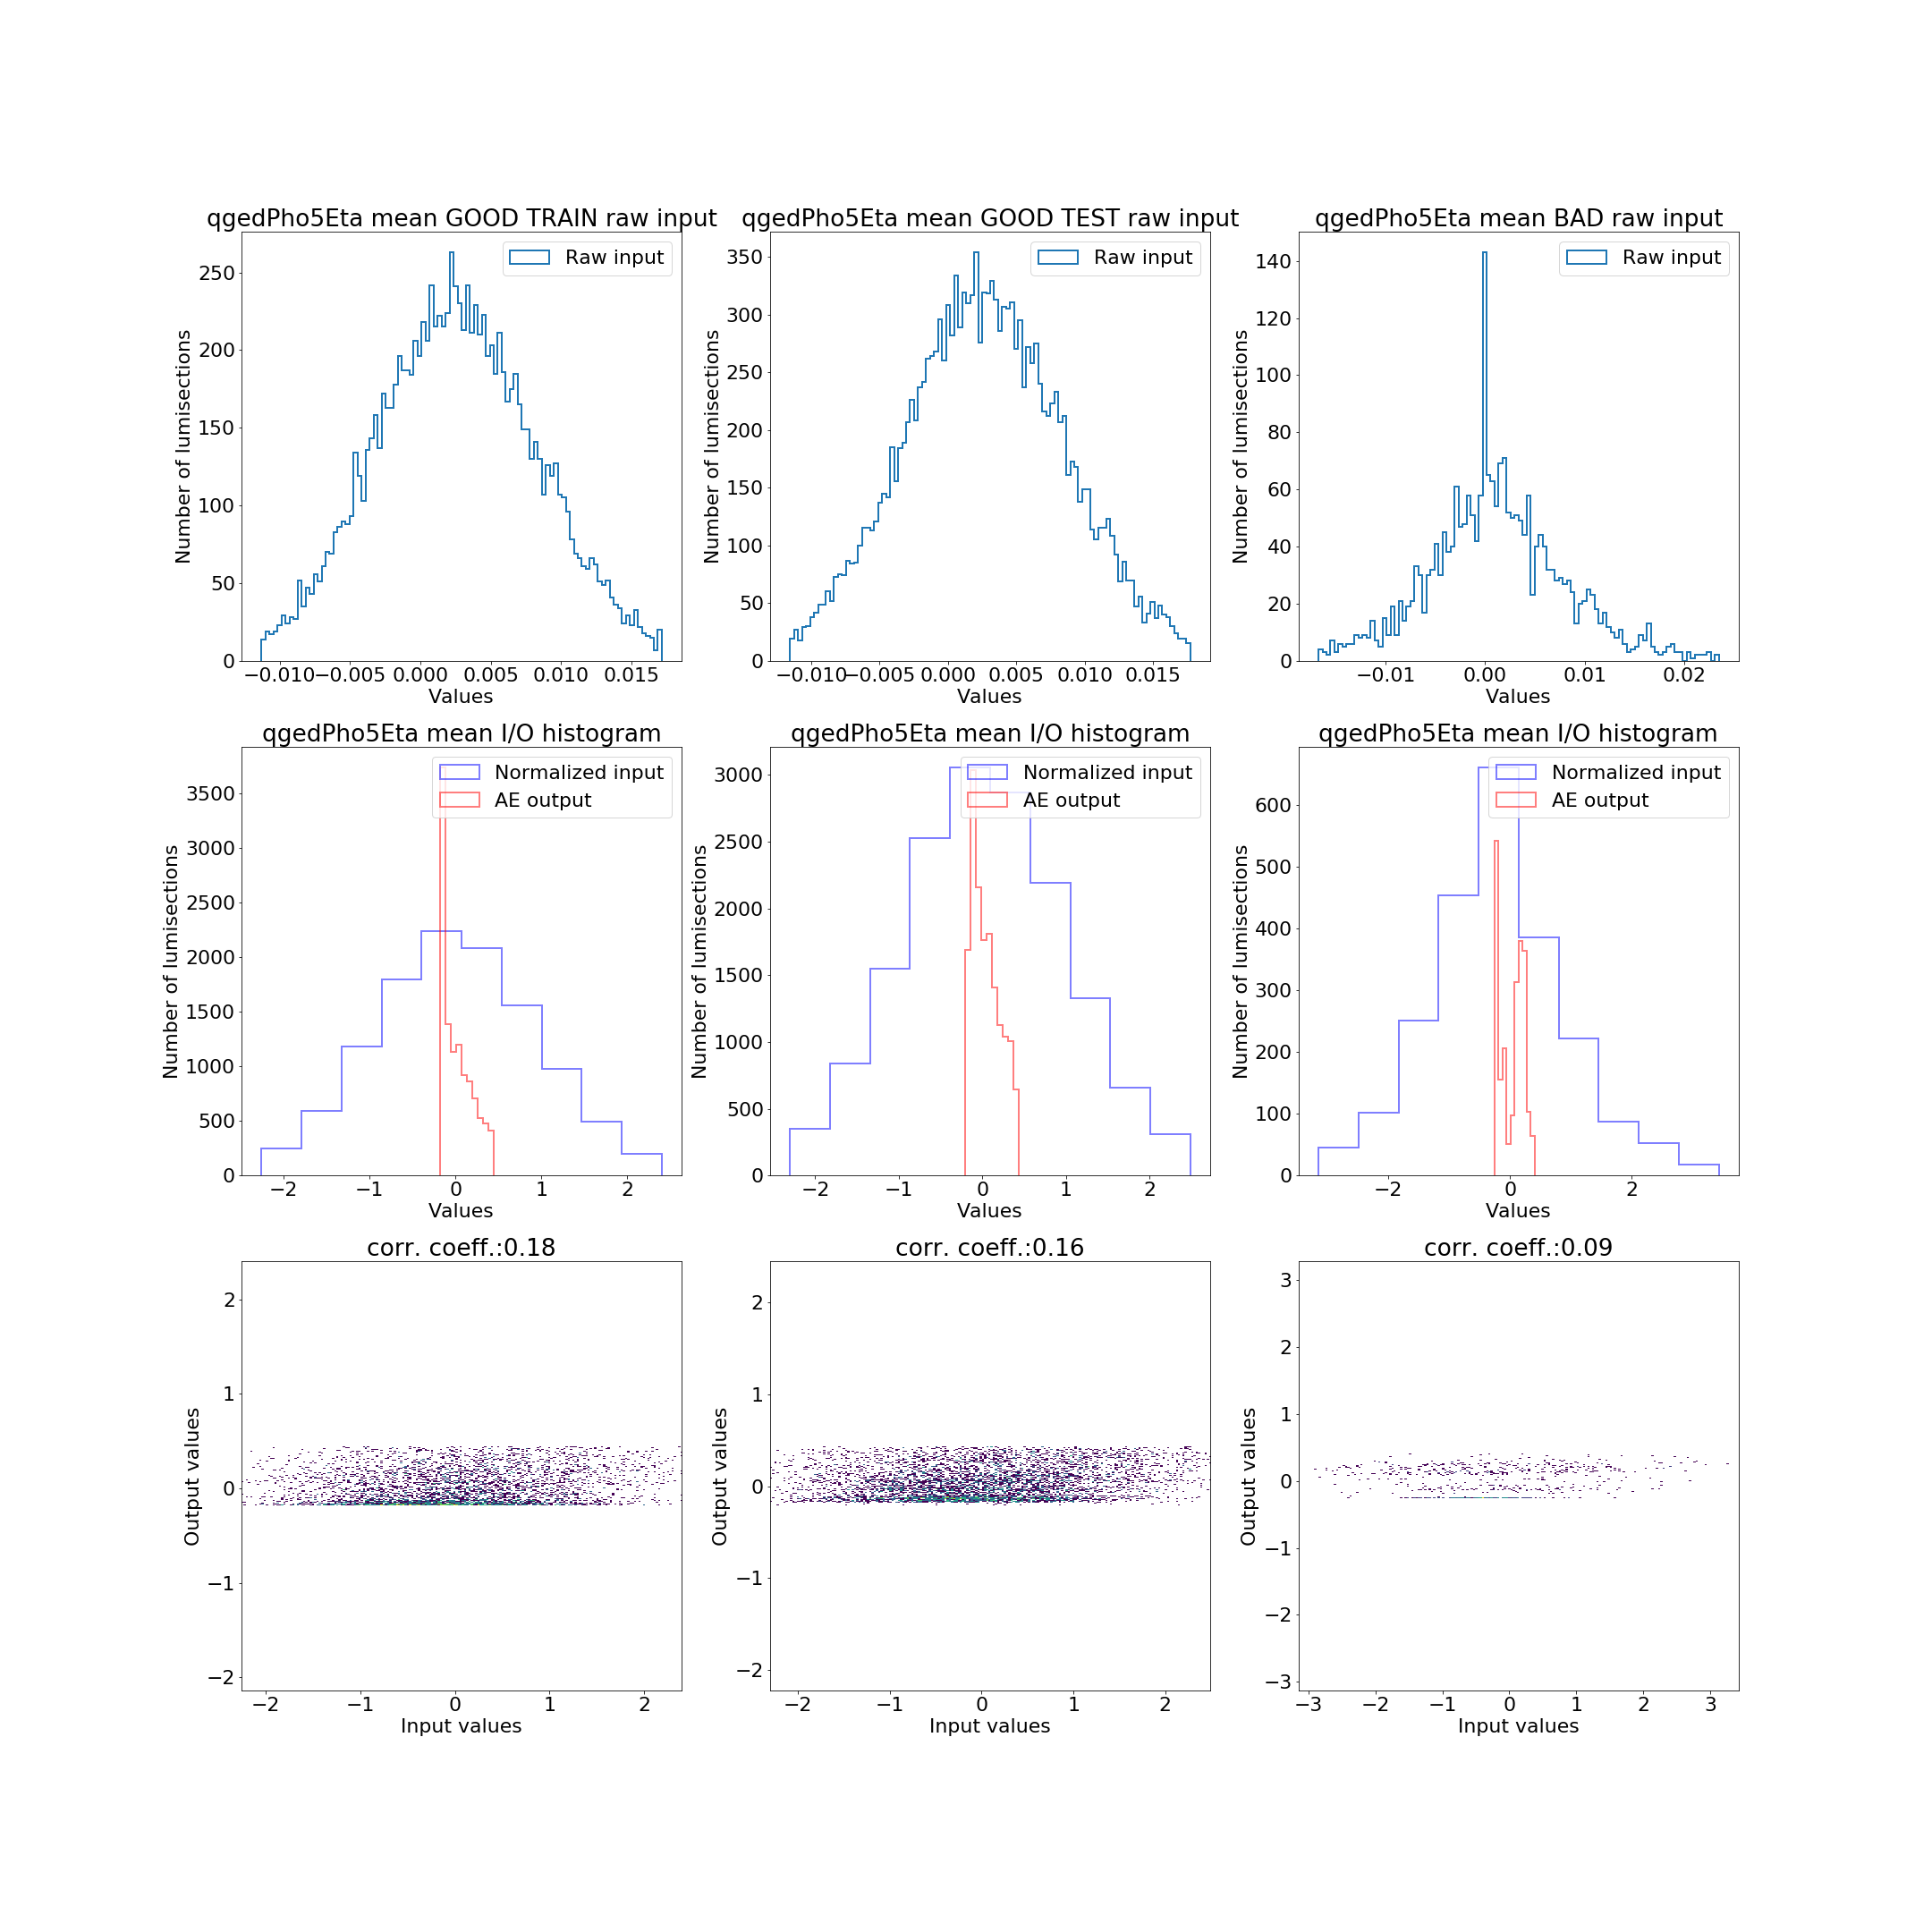 qgedPho5Eta mean GOOD TRAIN raw input
Number of lumisections
250
200
150
100
50
0
Raw input
−0.010 −0.005 0.000 0.005 0.010 0.015
Values
qgedPho5Eta mean GOOD TEST raw input
Number of lumisections
350
300
250
200
150
100
50
0
Raw input
−0.010 −0.005 0.000 0.005 0.010 0.015
Values
qgedPho5Eta mean BAD raw input
Number of lumisections
140
120
100
80
60
40
20
0
Raw input
−0.01 0.00 0.01 0.02
Values
qgedPho5Eta mean I/O histogram
Number of lumisections
3500
3000
2500
2000
1500
1000
500
0
Normalized input
AE output
−2 −1 0 1 2
Values
qgedPho5Eta mean I/O histogram
Number of lumisections
3000
2500
2000
1500
1000
500
0
Normalized input
AE output
−2 −1 0 1 2
Values
qgedPho5Eta mean I/O histogram
Number of lumisections
600
500
400
300
200
100
0
Normalized input
AE output
−2 0 2
Values
corr. coeff.:0.18
Output values
2
1
0
−1
−2
−2 −1 0 1 2
Input values
corr. coeff.:0.16
Output values
2
1
0
−1
−2
−2 −1 0 1 2
Input values
corr. coeff.:0.09
Output values
3
2
1
0
−1
−2
−3
−3 −2 −1 0 1 2 3
Input values